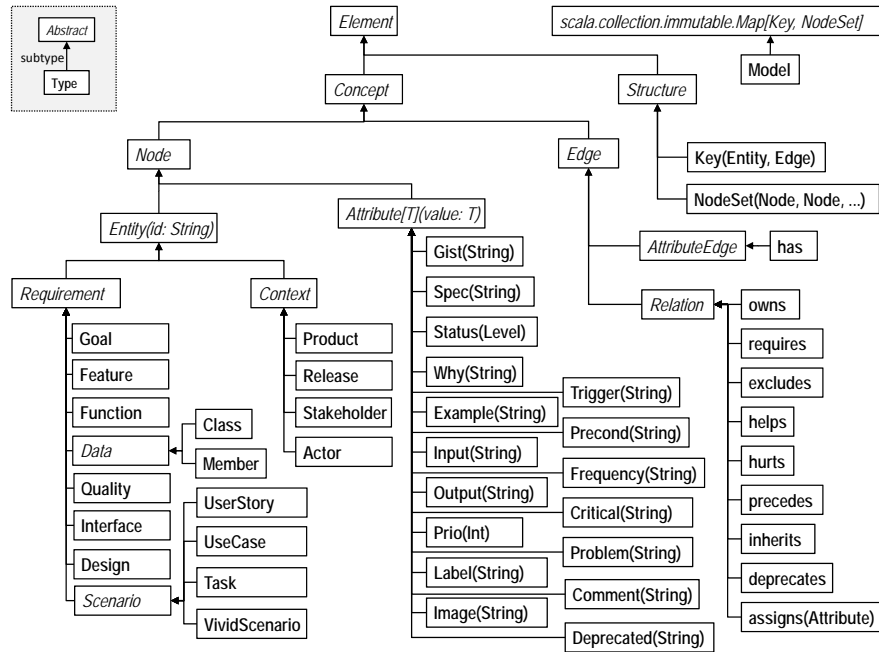 Abstract
subtype
Type
Element
scala.collection.immutable.Map[Key, NodeSet]
Model
Concept
Structure
Node
Edge
Key(Entity, Edge)
NodeSet(Node, Node, ...)
Entity(id: String)
Attribute[T](value: T)
AttributeEdge
has
Requirement
Context
Relation
Goal
Feature
Function
Data
Class
Member
Quality
Interface
Design
Scenario
UserStory
UseCase
Task
VividScenario
Product
Release
Stakeholder
Actor
Gist(String)
Spec(String)
Status(Level)
Why(String)
Example(String)
Input(String)
Output(String)
Prio(Int)
Label(String)
Image(String)
Trigger(String)
Precond(String)
Frequency(String)
Critical(String)
Problem(String)
Comment(String)
Deprecated(String)
owns
requires
excludes
helps
hurts
precedes
inherits
deprecates
assigns(Attribute)